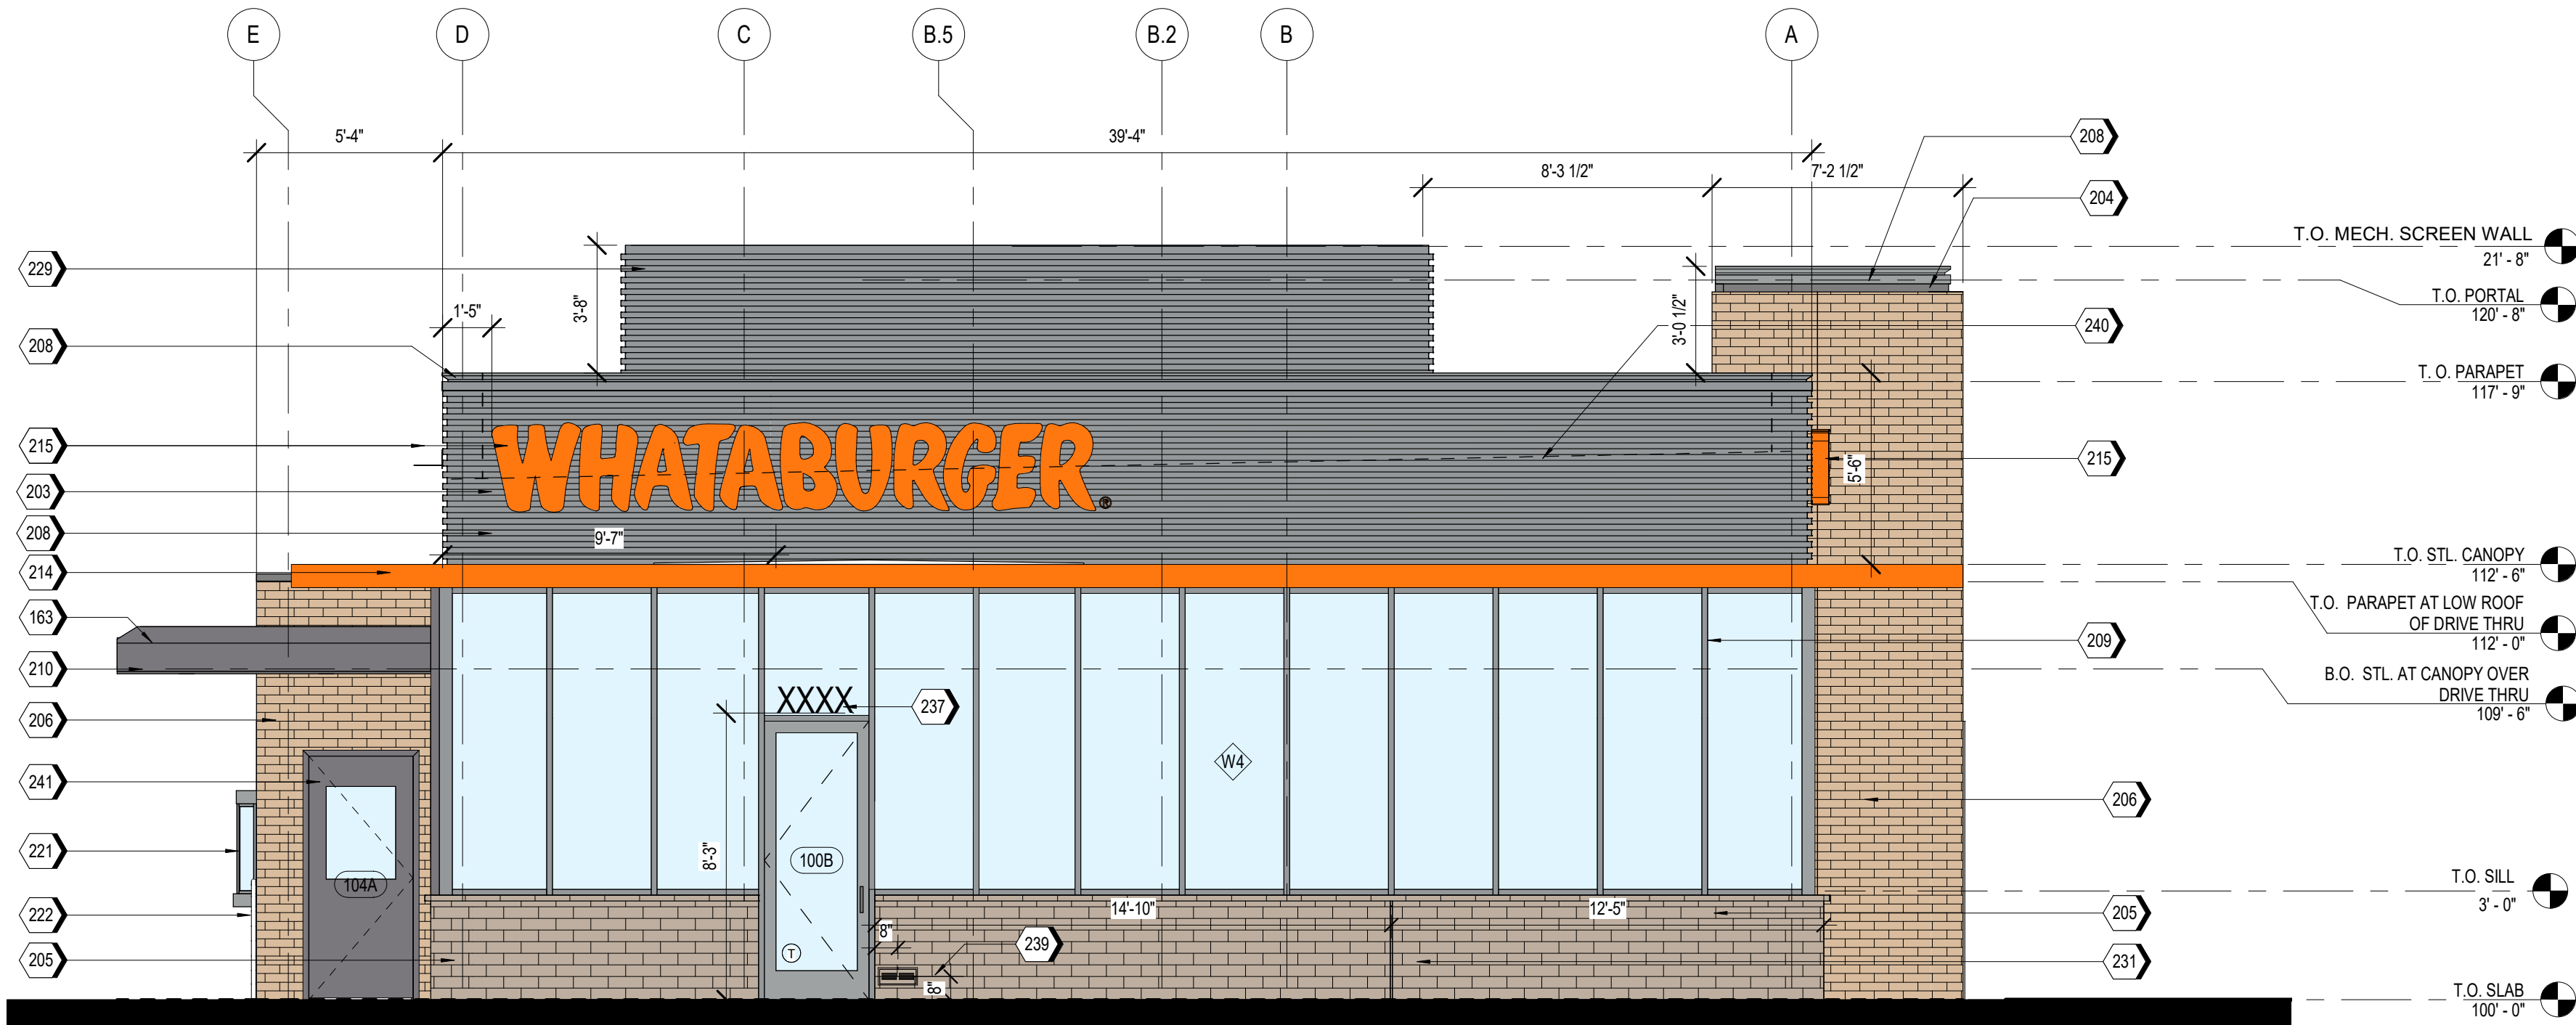 E
D
C
B.5
B.2
B
A
5'-4"
39'-4"
208
8'-3 1/2"
7'-2 1/2"
204
T.O. MECH. SCREEN WALL
21' - 8"
229
T.O. PORTAL
120' - 8"
1'-5"
3'-8"
3'-0 1/2"
240
208
T. O. PARAPET
117' - 9"
215
WHATABURGER®
215
5'-6"
203
208
9'-7"
T.O. STL. CANOPY
112' - 6"
214
T.O. PARAPET AT LOW ROOF
OF DRIVE THRU
112' - 0"
163
209
210
B.O. STL. AT CANOPY OVER
DRIVE THRU
109' - 6"
XXXX
237
206
W4
241
206
8'-3"
100B
221
104A
T.O. SILL
3' - 0"
222
14'-10"
12'-5"
205
8"
239
T
205
231
8"
T.O. SLAB
100' - 0"